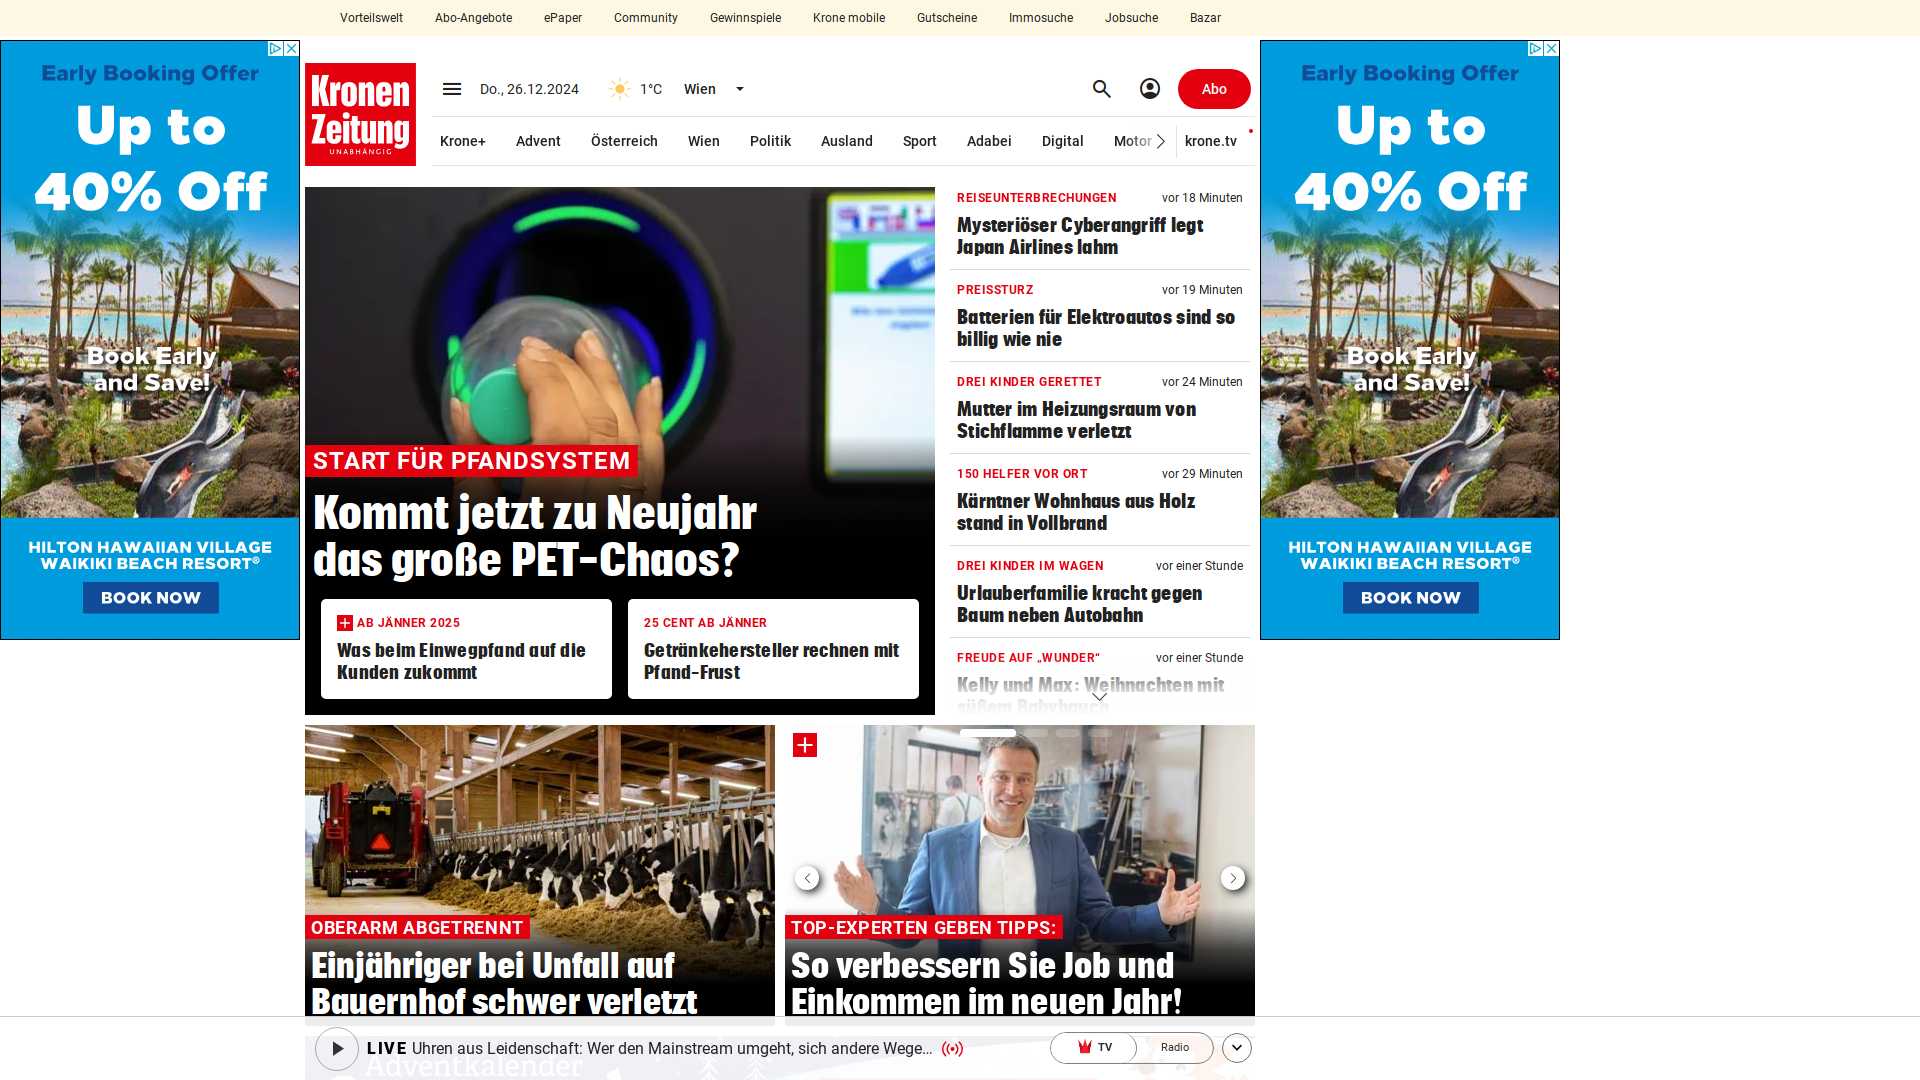 Vorteilswelt Abo-Angebote ePaper Community Gewinnspiele Krone mobile Gutscheine Immosuche Jobsuche Bazar
Early Booking Offer
Up to
40% Off
Book Early
and Save!
HILTON HAWAIIAN VILLAGE
WAIKIKI BEACH RESORT®
BOOK NOW
Kronen
Zeitung
UNABHÄNGIG
Do., 26.12.2024 1°C Wien Abo
Krone+ Advent Österreich Wien Politik Ausland Sport Adabei Digital Motor krone.tv
START FÜR PFANDSYSTEM
Kommt jetzt zu Neujahr
das große PET-Chaos?
AB JÄNNER 2025
Was beim Einwegpfand auf die
Kunden zukommt
25 CENT AB JÄNNER
Getränkehersteller rechnen mit
Pfand-Frust
REISEUNTERBRECHUNGEN vor 18 Minuten
Mysteriöser Cyberangriff legt
Japan Airlines lahm
PREISSTURZ vor 19 Minuten
Batterien für Elektroautos sind so
billig wie nie
DREI KINDER GERETTET vor 24 Minuten
Mutter im Heizungsraum von
Stichflamme verletzt
150 HELFER VOR ORT vor 29 Minuten
Kärntner Wohnhaus aus Holz
stand in Vollbrand
DREI KINDER IM WAGEN vor einer Stunde
Urlauberfamilie kracht gegen
Baum neben Autobahn
FREUDE AUF „WUNDER“ vor einer Stunde
Kelly und Max: Weihnachten mit
süßem Babybauch
Early Booking Offer
Up to
40% Off
Book Early
and Save!
HILTON HAWAIIAN VILLAGE
WAIKIKI BEACH RESORT®
BOOK NOW
OBERARM ABGETRENNT
Einjähriger bei Unfall auf
Bauernhof schwer verletzt
TOP-EXPERTEN GEBEN TIPPS:
So verbessern Sie Job und
Einkommen im neuen Jahr!
LIVE Uhren aus Leidenschaft: Wer den Mainstream umgeht, sich andere Wege...
TV Radio
Adventkalender